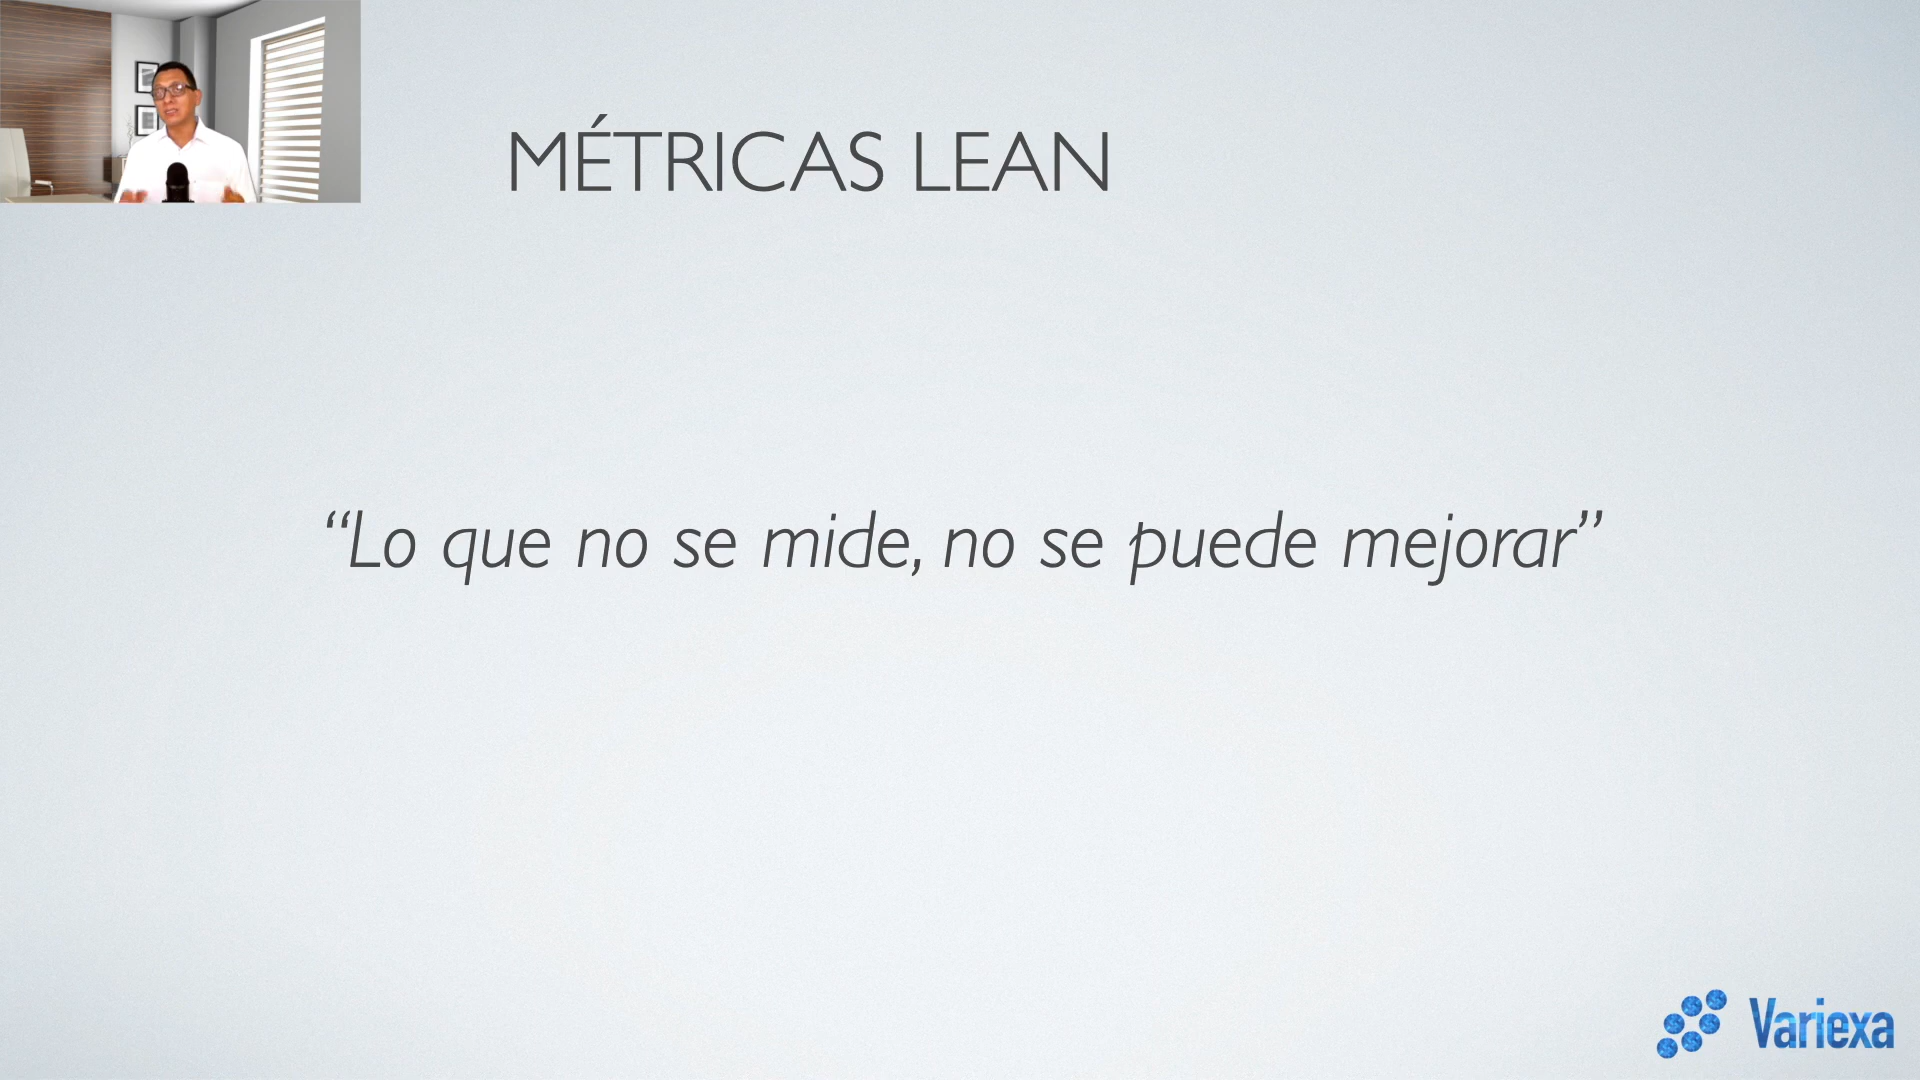 MÉTRICAS LEAN
“Lo que no se mide, no se puede mejorar”
Variexa